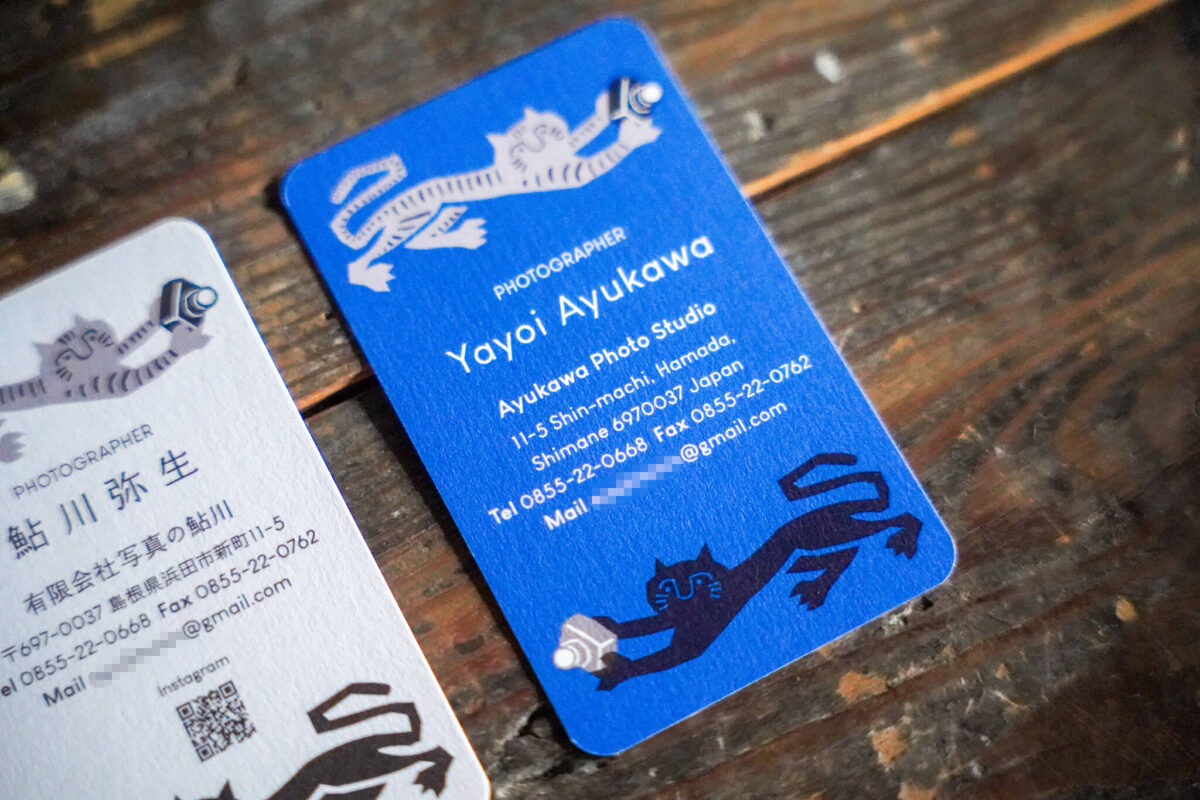 PHOTOGRAPHER
Yayoi Ayukawa
Ayukawa Photo Studio
11-5 Shin-machi, Hamada,
Shimane 6970037 Japan
Tel 0855-22-0668 Fax 0855-22-0762
Mail @gmail.com
PHOTOGRAPHER
鮎川弥生
有限会社写真の鮎川
〒697-0037 島根県浜田市新町11-5
Tel 0855-22-0668 Fax 0855-22-0762
Mail @gmail.com
Instagram